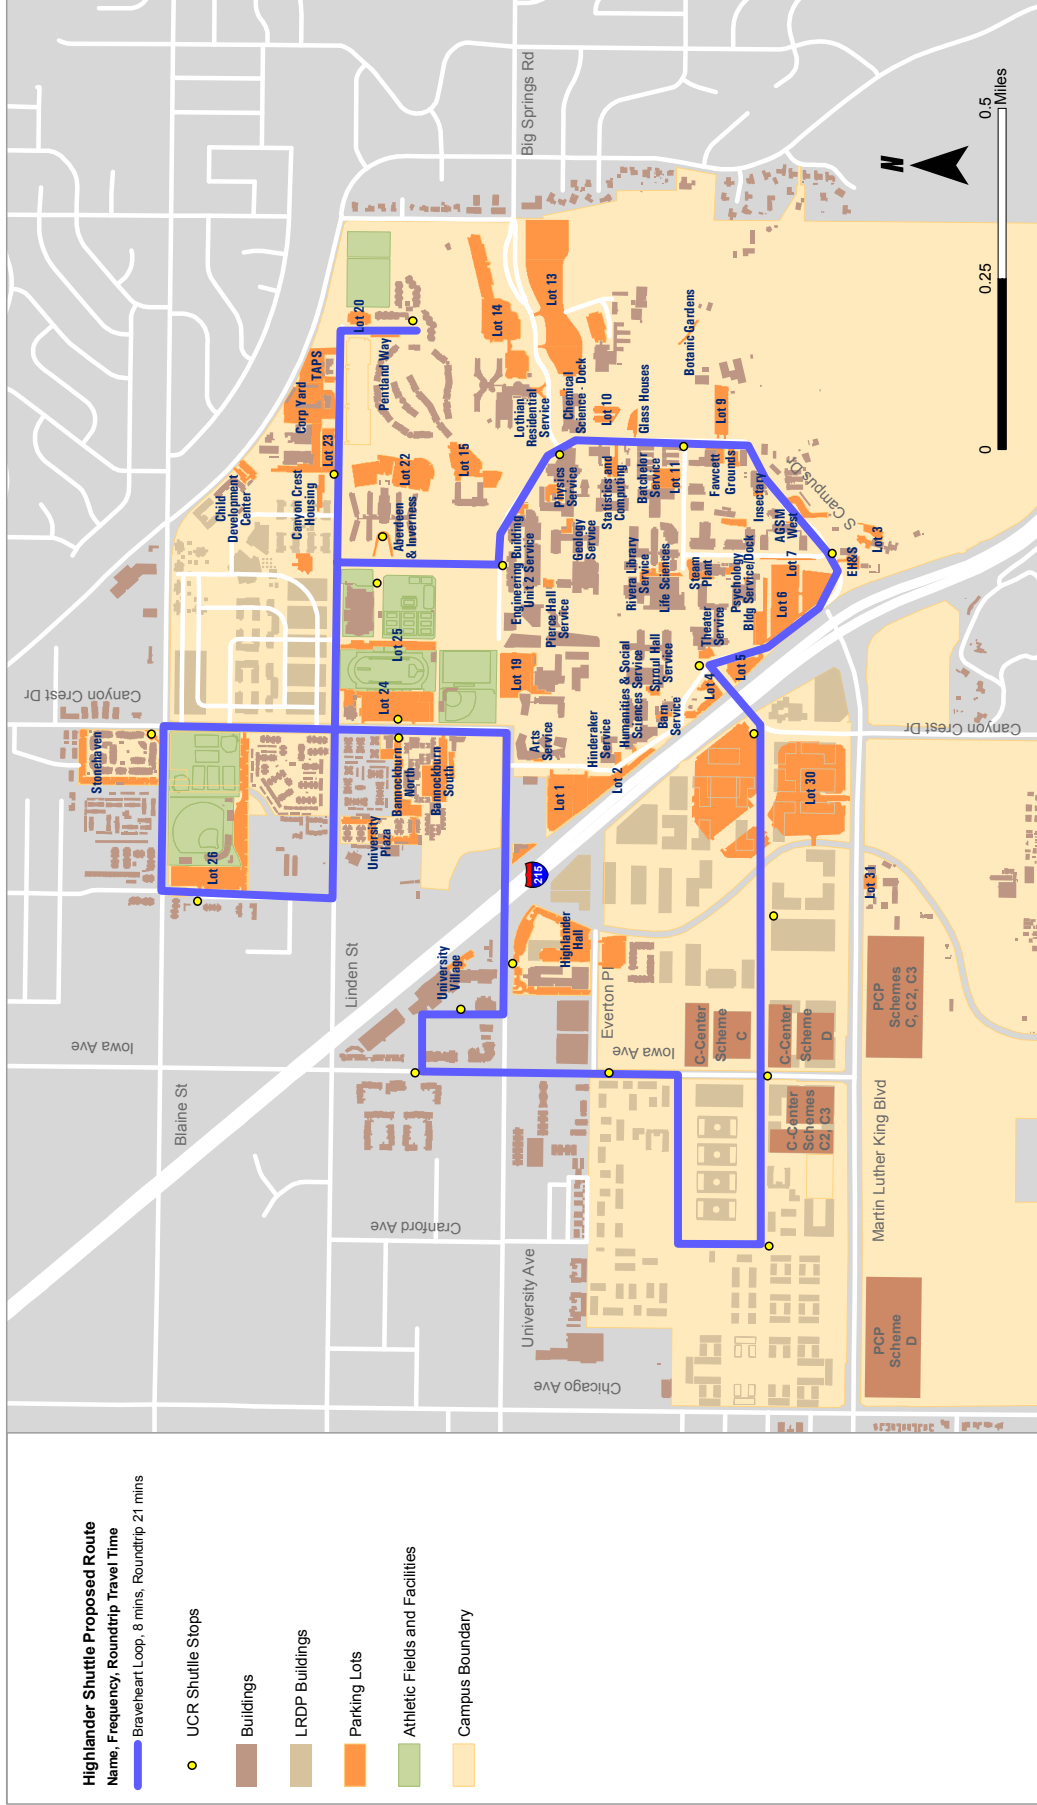 Highlander Shuttle Proposed Route
Name, Frequency, Roundtrip Travel Time
Braveheart Loop, 8 mins, Roundtrip 21 mins
UCR Shutlle Stops
Buildings
LRDP Buildings
Parking Lots
Athletic Fields and Facilities
Campus Boundary
Stonehaven
Canyon Crest Dr
Lot 26
Child
Development
Center
Corp Yard
TAPS
Canyon Crest
Housing
Lot 23
Lot 20
Blaine St
Iowa Ave
Linden St
University
Plaza
Bannockburn
North
Bannockburn
South
Lot 24
Lot 25
Aberdeen
& Inverness
Lot 22
Pentland Way
Lot 15
Lot 14
Big Springs Rd
University
Village
Cranford Ave
University Ave
Chicago Ave
215
Highlander
Hall
Everton Pl
Iowa Ave
Lot 1
Lot 2
Arts
Service
Hinderaker
Service
Lot 19
Engineering Building
Unit 2 Service
Pierce Hall
Service
Lothian
Residential
Service
Physics
Service
Chemical
Science - Dock
Lot 13
Lot 10
Geology
Service
Statistics and
Computing
Glass Houses
Batchelor
Service
Lot 11
Rivera Library
Service
Life Sciences
Humanities & Social
Sciences Service
Sproul Hall
Service
Barn
Service
Steam
Plant
Theater
Service
Psychology
Bldg Service/Dock
Botanic Gardens
Lot 9
Fawcett
Grounds
Insectary
AGSM
West
S Campus Dr
Lot 4
Lot 5
Lot 6
Lot 7
Lot 3
EH&S
Canyon Crest Dr
Lot 30
Lot 31
C-Center
Scheme
C
C-Center
Scheme
D
C-Center
Schemes
C2, C3
Martin Luther King Blvd
PCP
Schemes
C, C2, C3
PCP
Scheme
D
N
0
0.25
0.5
Miles